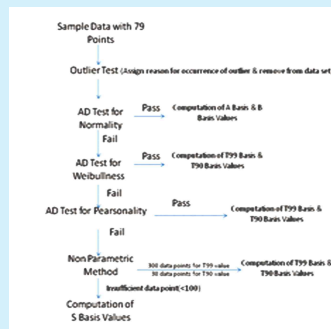 Sample Data with 79
Points
Outlier Test (Assign reason for occurrence of outlier & remove from data set
AD Test for
Normality
Pass
Computation of A Basis & B
Basis Values
Fail
AD Test for
Weibullness
Pass
Computation of T99 Basis &
T90 Basis Values
Fail
AD Test for Pearsonality
Pass
Computation of T99 Basis &
T90 Basis Values
Fail
Non Parametric
Method
300 data points for T99 value
30 data points for T90 value
Computation of T99 Basis &
T90 Basis Values
Insufficient data point(<100)
Computation of
S Basis Values